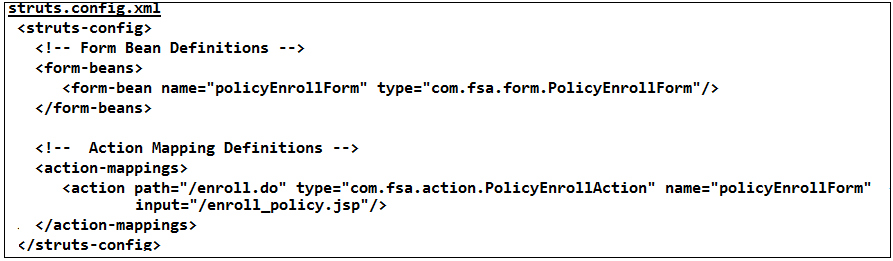 struts.config.xml
<struts-config>
<!-- Form Bean Definitions -->
<form-beans>
<form-bean name="policyEnrollForm" type="com.fsa.form.PolicyEnrollForm"/>
</form-beans>
<!-- Action Mapping Definitions -->
<action-mappings>
<action path="/enroll.do" type="com.fsa.action.PolicyEnrollAction" name="policyEnrollForm"
input="/enroll_policy.jsp"/>
</action-mappings>
</struts-config>